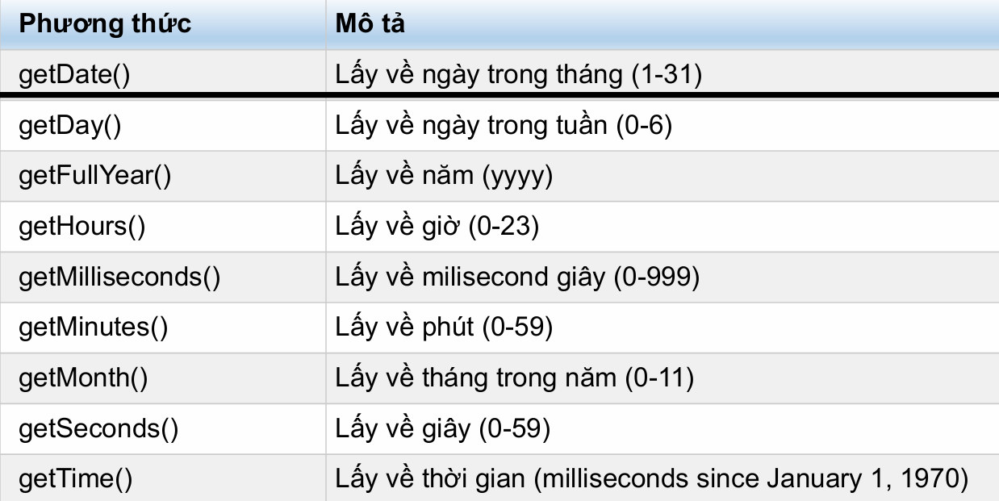 Phương thức Mô tả
getDate() Lấy về ngày trong tháng (1-31)
getDay() Lấy về ngày trong tuần (0-6)
getFullYear() Lấy về năm (yyyy)
getHours() Lấy về giờ (0-23)
getMilliseconds() Lấy về milisecond giây (0-999)
getMinutes() Lấy về phút (0-59)
getMonth() Lấy về tháng trong năm (0-11)
getSeconds() Lấy về giây (0-59)
getTime() Lấy về thời gian (milliseconds since January 1, 1970)